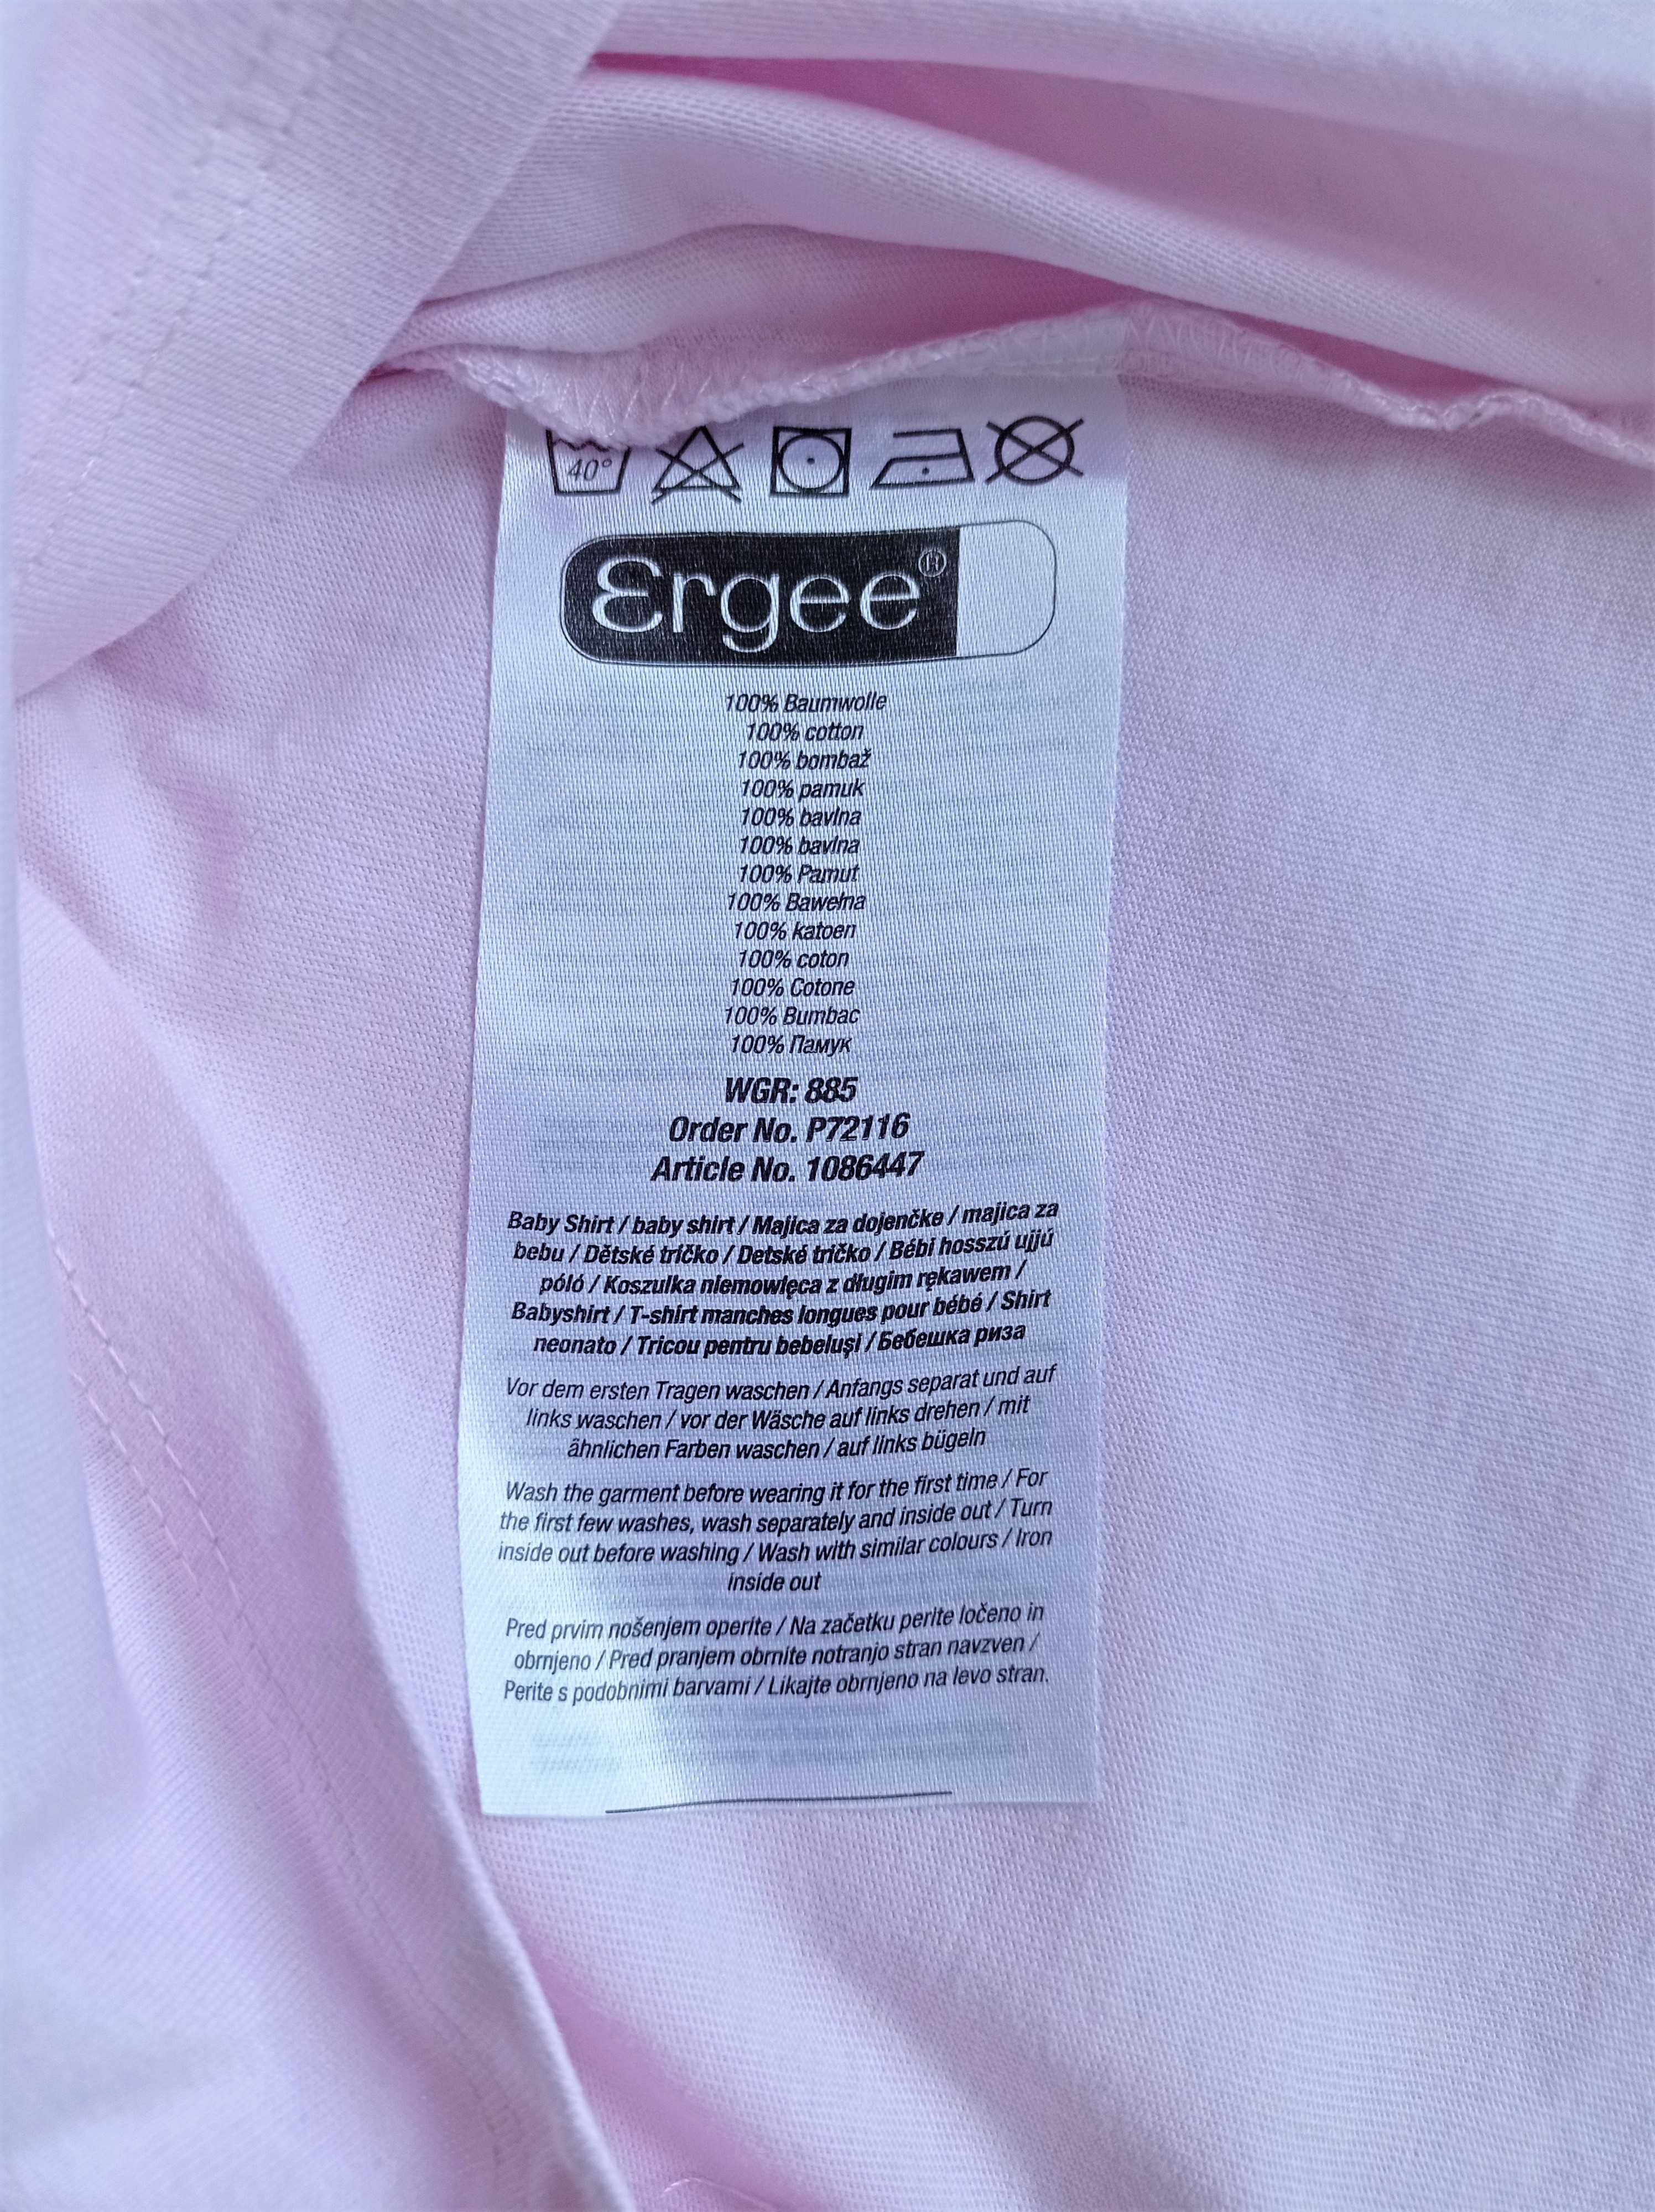 40°
Ergee®
100% Baumwolle
100% cotton
100% bombaž
100% pamuk
100% bavlna
100% bavlna
100% Pamut
100% Bawełna
100% katoen
100% coton
100% Cotone
100% Bumbac
100% Памук
WGR: 885
Order No. P72116
Article No. 1086447
Baby Shirt / baby shirt / Majica za dojenčke / majica za
bebu / Dětské tričko / Detské tričko / Bébi hosszú ujjú
póló / Koszulka niemowlęca z długim rękawem /
Babyshirt / T-shirt manches longues pour bébé / Shirt
neonato / Tricou pentru bebeluşi / Бебешка риза
Vor dem ersten Tragen waschen / Anfangs separat und auf
links waschen / vor der Wäsche auf links drehen / mit
ähnlichen Farben waschen / auf links bügeln
Wash the garment before wearing it for the first time / For
the first few washes, wash separately and inside out / Turn
inside out before washing / Wash with similar colours / Iron
inside out
Pred prvim nošenjem operite / Na začetku perite ločeno in
obrnjeno / Pred pranjem obrnite notranjo stran navzven /
Perite s podobnimi barvami / Likajte obrnjeno na levo stran.